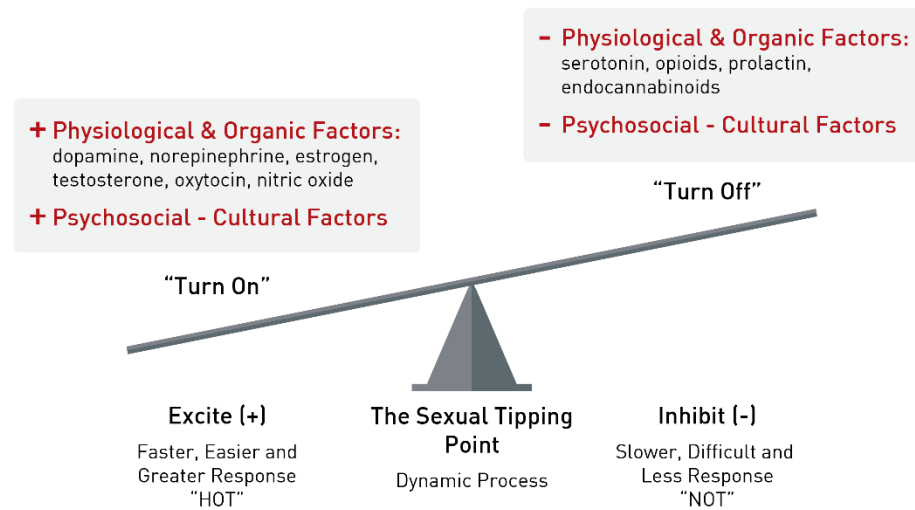 + Physiological & Organic Factors:
dopamine, norepinephrine, estrogen,
testosterone, oxytocin, nitric oxide
+ Psychosocial - Cultural Factors
- Physiological & Organic Factors:
serotonin, opioids, prolactin,
endocannabinoids
- Psychosocial - Cultural Factors
“Turn On”
“Turn Off”
Excite (+)
Faster, Easier and
Greater Response
“HOT”
The Sexual Tipping
Point
Dynamic Process
Inhibit (-)
Slower, Difficult and
Less Response
“NOT”